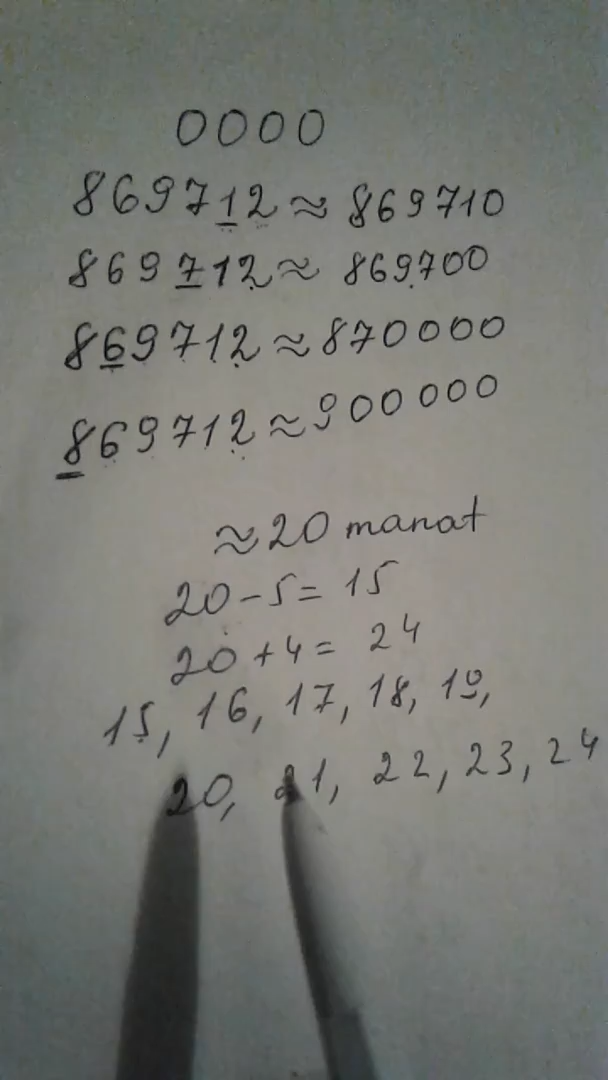 0000
869712 ≈ 869710
869712 ≈ 869700
869712 ≈ 870000
869712 ≈ 900000
≈ 20 manat
20 - 5 = 15
20 + 4 = 24
15, 16, 17, 18, 19,
20, 21, 22, 23, 24